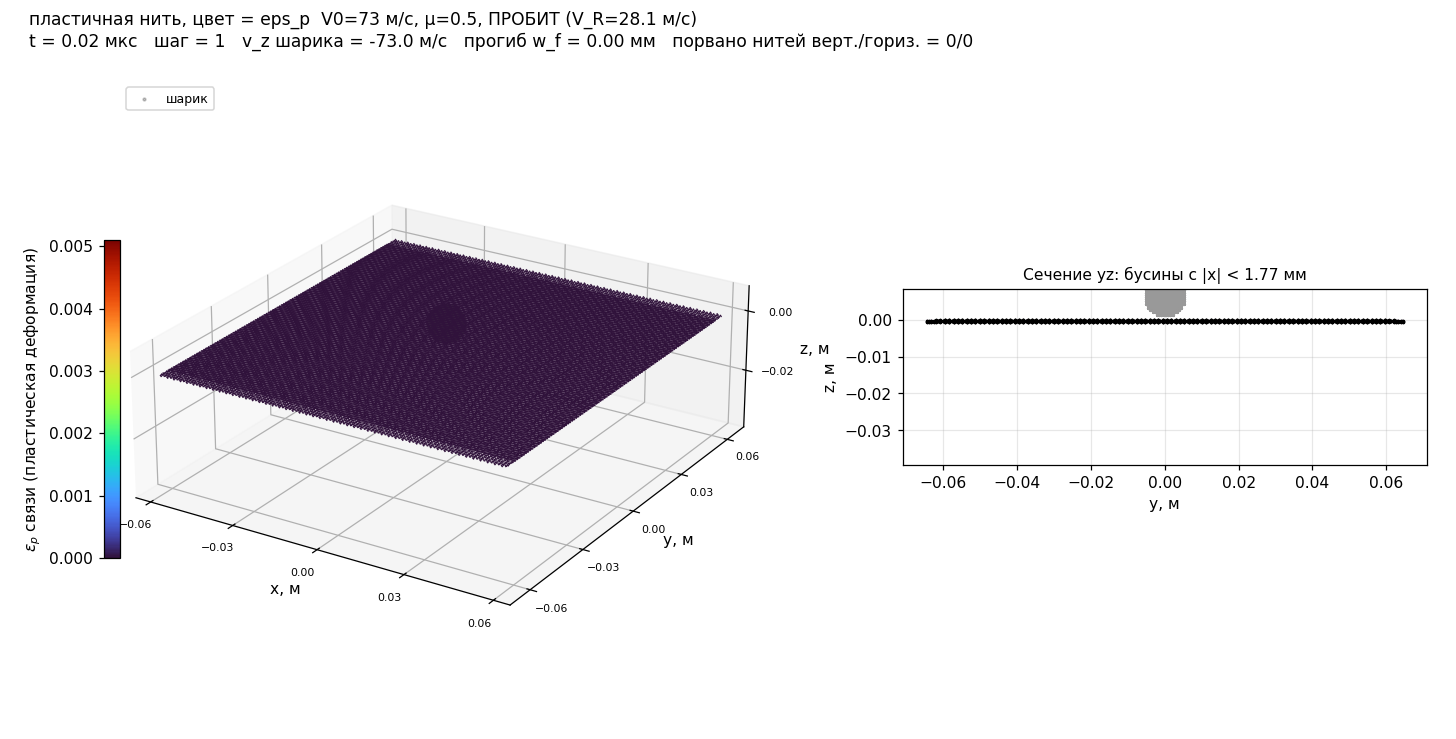 пластичная нить, цвет = eps_p  V0=73 м/с, μ=0.5, ПРОБИТ (V_R=28.1 м/с)
t = 0.02 мкс   шаг = 1   v_z шарика = -73.0 м/с   прогиб w_f = 0.00 мм   порвано нитей верт./гориз. = 0/0
шарик
ε_p связи (пластическая деформация)
0.005
0.004
0.003
0.002
0.001
0.000
−0.06
−0.03
0.00
0.03
0.06
x, м
−0.06
−0.03
0.00
0.03
0.06
y, м
0.00
−0.02
z, м
Сечение yz: бусины с |x| < 1.77 мм
z, м
0.00
−0.01
−0.02
−0.03
−0.06
−0.04
−0.02
0.00
0.02
0.04
0.06
y, м